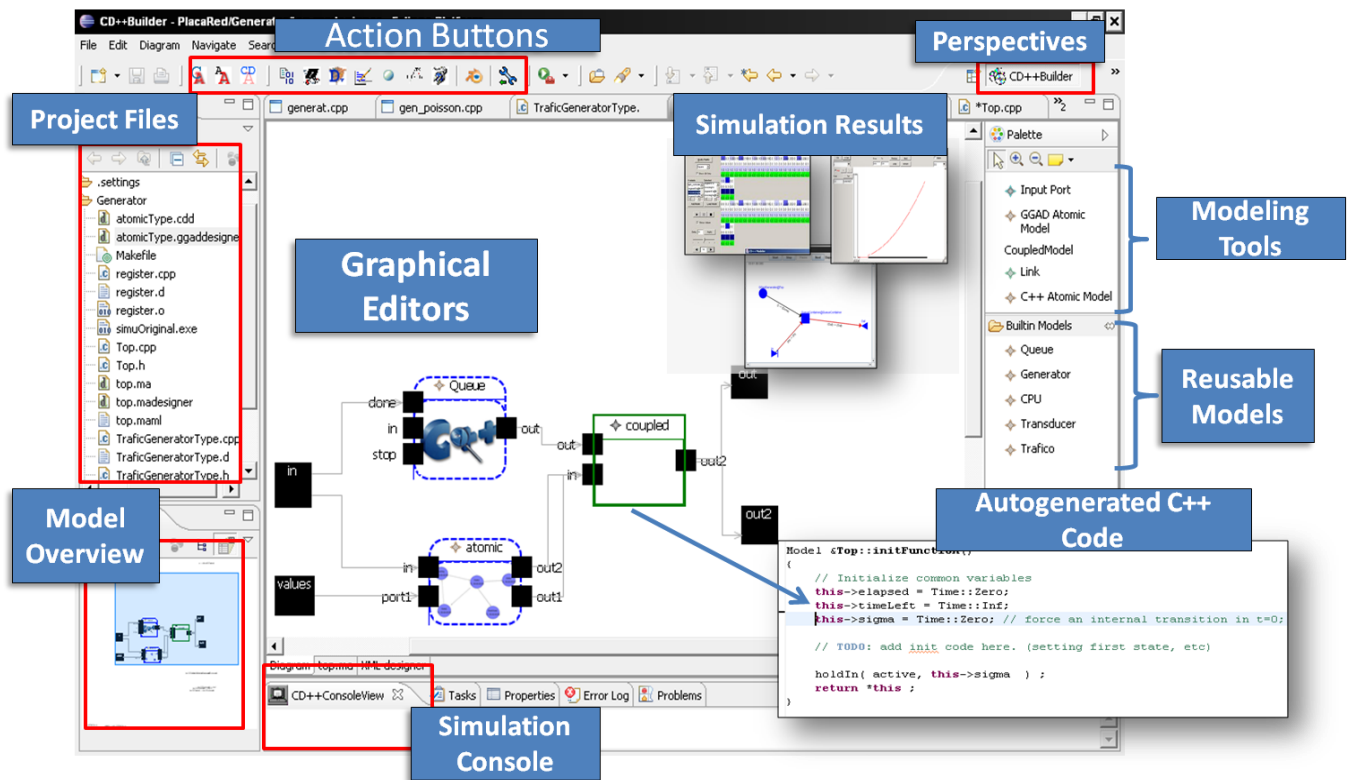 CD++Builder - PlacaRed/Generator
Action Buttons
Perspectives
File Edit Diagram Navigate
CD++Builder
Project Files
generat.cpp
gen_poisson.cpp
TraficGeneratorType.
*Top.cpp
2
Simulation Results
Palette
.settings
Generator
atomicType.cdd
atomicType.ggaddesigne
Makefile
register.cpp
register.d
register.o
simuOriginal.exe
Top.cpp
Top.h
top.ma
top.madesigner
top.maml
TraficGeneratorType.cpp
TraficGeneratorType.d
TraficGeneratorType.h
Graphical
Editors
Input Port
GGAD Atomic
Model
CoupledModel
Link
C++ Atomic Model
Modeling
Tools
Builtin Models
Queue
Generator
CPU
Transducer
Trafico
Reusable
Models
Queue
done
in
stop
C++
out
coupled
out
in
out2
out
out2
in
values
atomic
in
port1
out2
out1
Model
Overview
Autogenerated C++
Code
Model &Top::initFunction()
{
// Initialize common variables
this->elapsed = Time::Zero;
this->timeLeft = Time::Inf;
this->sigma = Time::Zero; // force an internal transition in t=0;
// TODO: add init code here. (setting first state, etc)
holdIn( active, this->sigma ) ;
return *this ;
}
Diagram top.ma XML designer
CD++ConsoleView
Tasks
Properties
Error Log
Problems
Simulation
Console